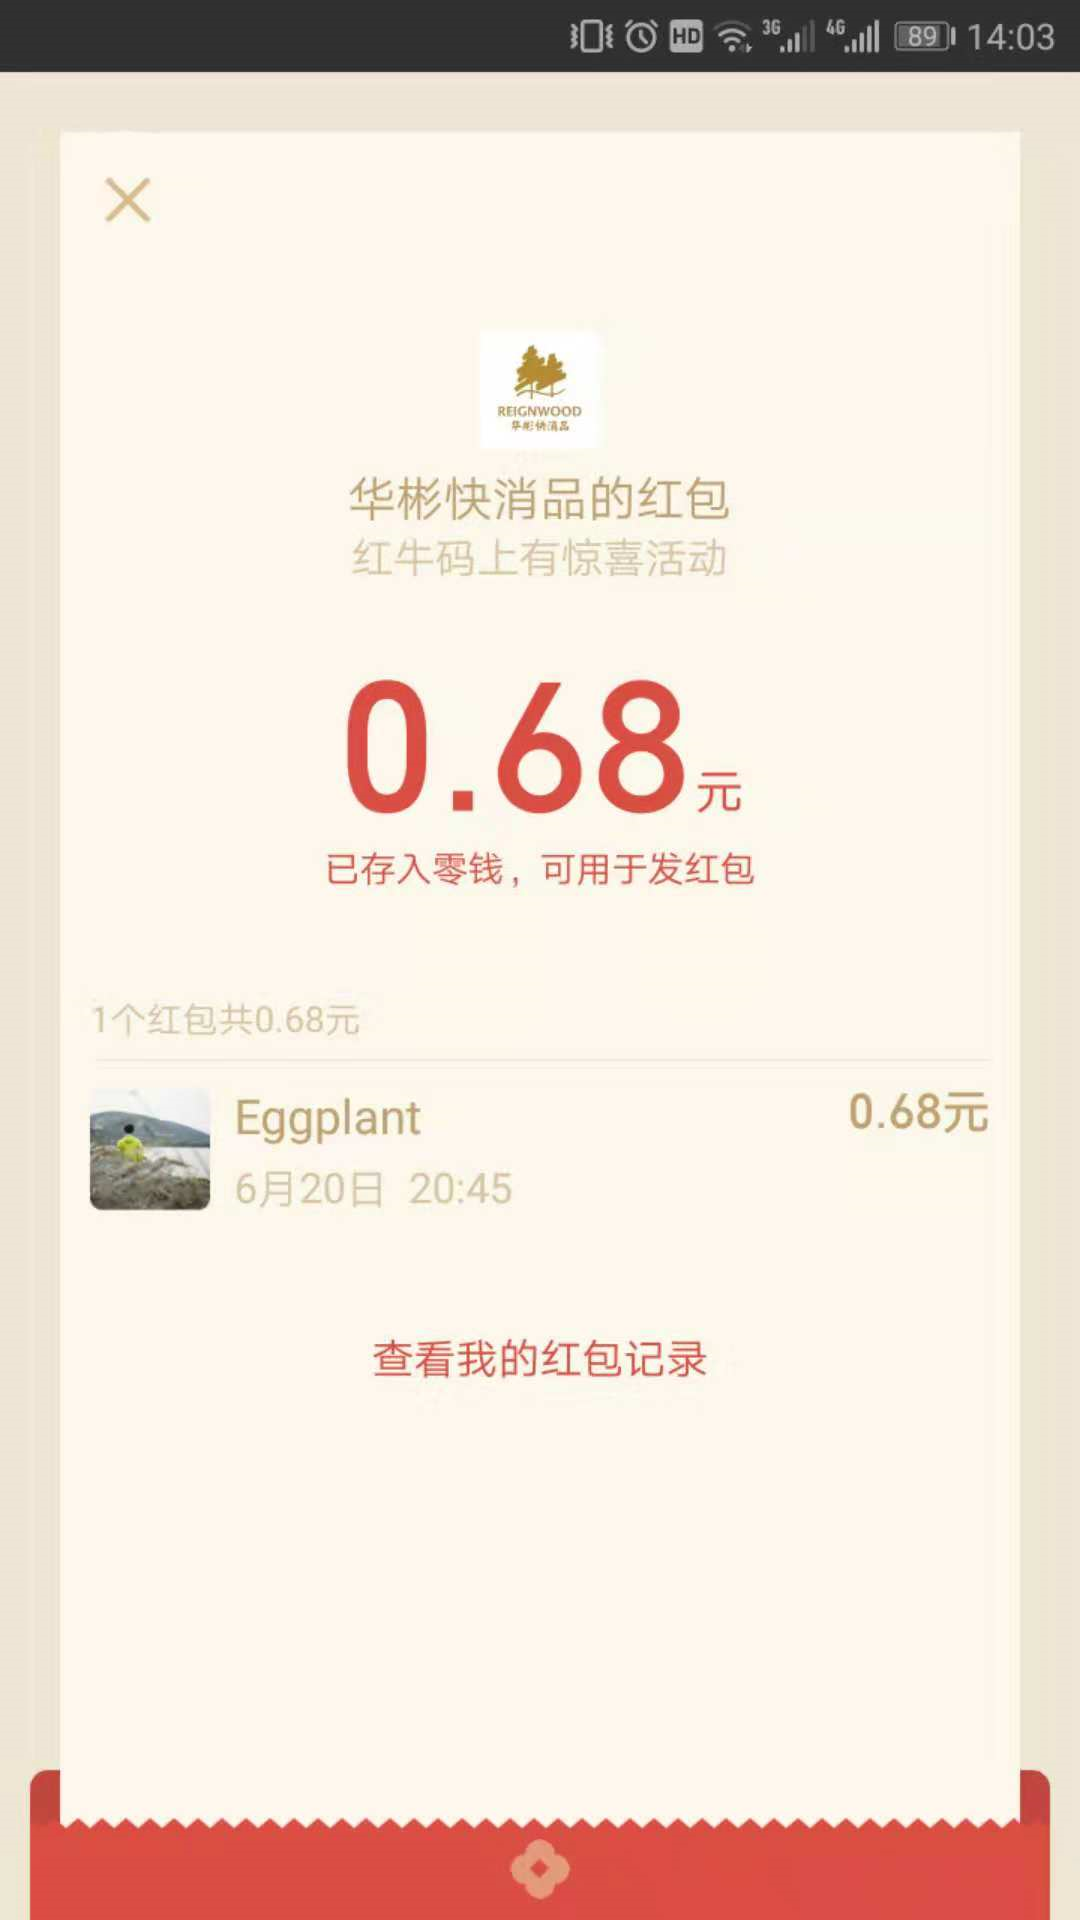 HD 3G 4G 89 14:03
REIGNWOOD
华彬快消品
华彬快消品的红包
红牛码上有惊喜活动
0.68元
已存入零钱，可用于发红包
1个红包共0.68元
Eggplant 0.68元
6月20日 20:45
查看我的红包记录